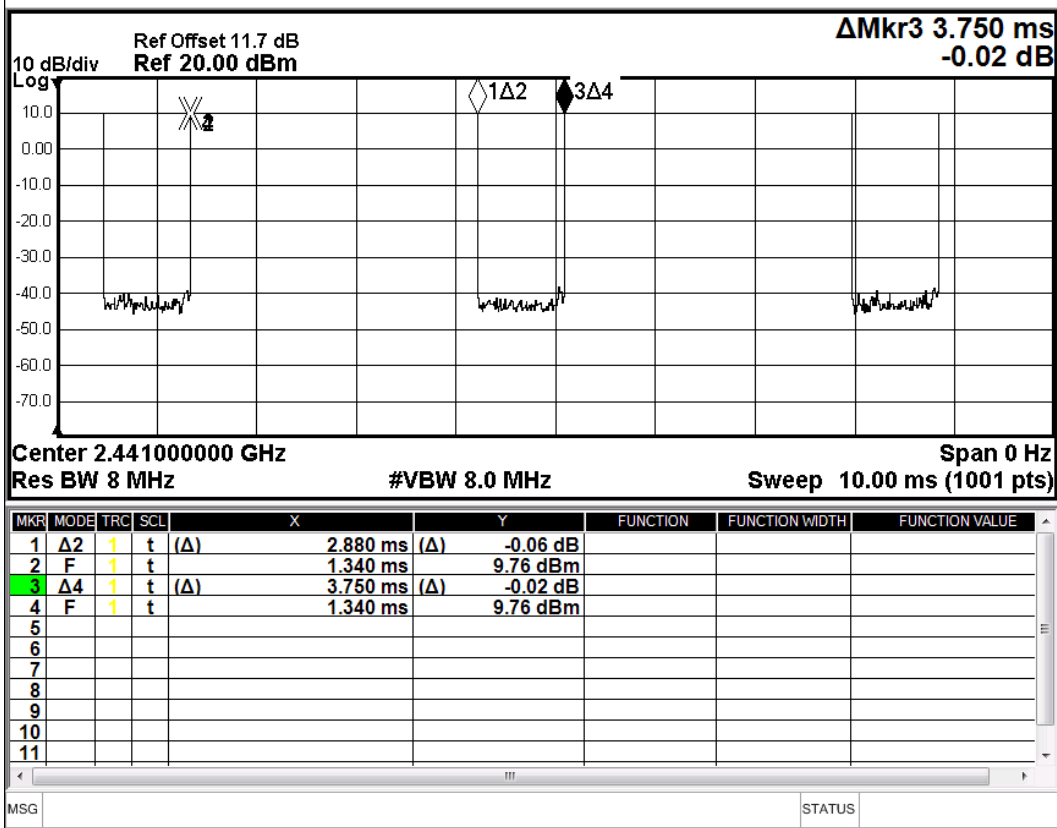 ΔMkr3 3.750 ms
-0.02 dB
Ref Offset 11.7 dB
10 dB/div Ref 20.00 dBm
Log
1Δ2 3Δ4
10.0
0.00
-10.0
-20.0
-30.0
-40.0
-50.0
-60.0
-70.0
Center 2.441000000 GHz Span 0 Hz
Res BW 8 MHz #VBW 8.0 MHz Sweep 10.00 ms (1001 pts)
MKR MODE TRC SCL X Y FUNCTION FUNCTION WIDTH FUNCTION VALUE
1 Δ2 1 t (Δ) 2.880 ms (Δ) -0.06 dB
2 F 1 t 1.340 ms 9.76 dBm
3 Δ4 1 t (Δ) 3.750 ms (Δ) -0.02 dB
4 F 1 t 1.340 ms 9.76 dBm
5
6
7
8
9
10
11
MSG STATUS